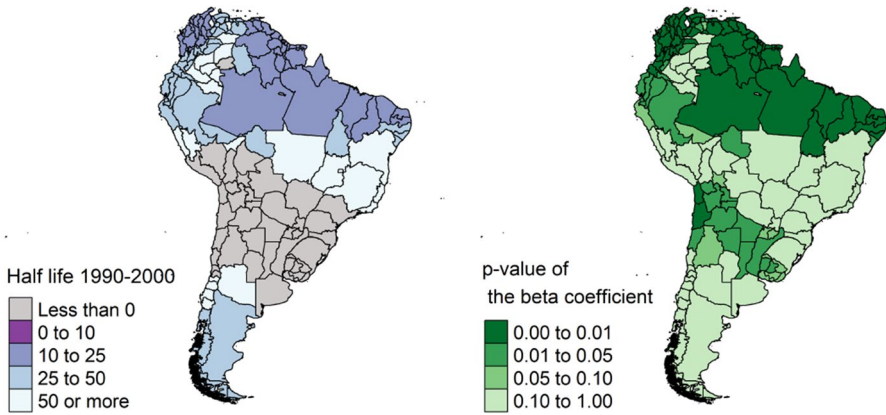 Half life 1990-2000
Less than 0
0 to 10
10 to 25
25 to 50
50 or more
p-value of
the beta coefficient
0.00 to 0.01
0.01 to 0.05
0.05 to 0.10
0.10 to 1.00